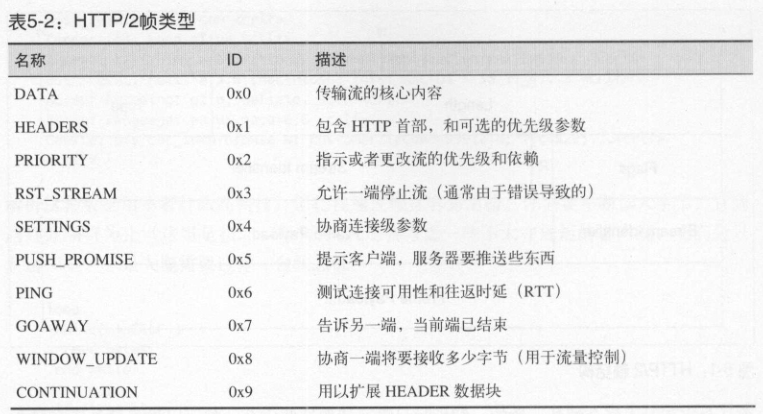 表5-2：HTTP/2帧类型
名称 ID 描述
DATA 0x0 传输流的核心内容
HEADERS 0x1 包含 HTTP 首部，和可选的优先级参数
PRIORITY 0x2 指示或者更改流的优先级和依赖
RST_STREAM 0x3 允许一端停止流（通常由于错误导致的）
SETTINGS 0x4 协商连接级参数
PUSH_PROMISE 0x5 提示客户端，服务器要推送些东西
PING 0x6 测试连接可用性和往返时延（RTT）
GOAWAY 0x7 告诉另一端，当前端已结束
WINDOW_UPDATE 0x8 协商一端将要接收多少字节（用于流量控制）
CONTINUATION 0x9 用以扩展 HEADER 数据块